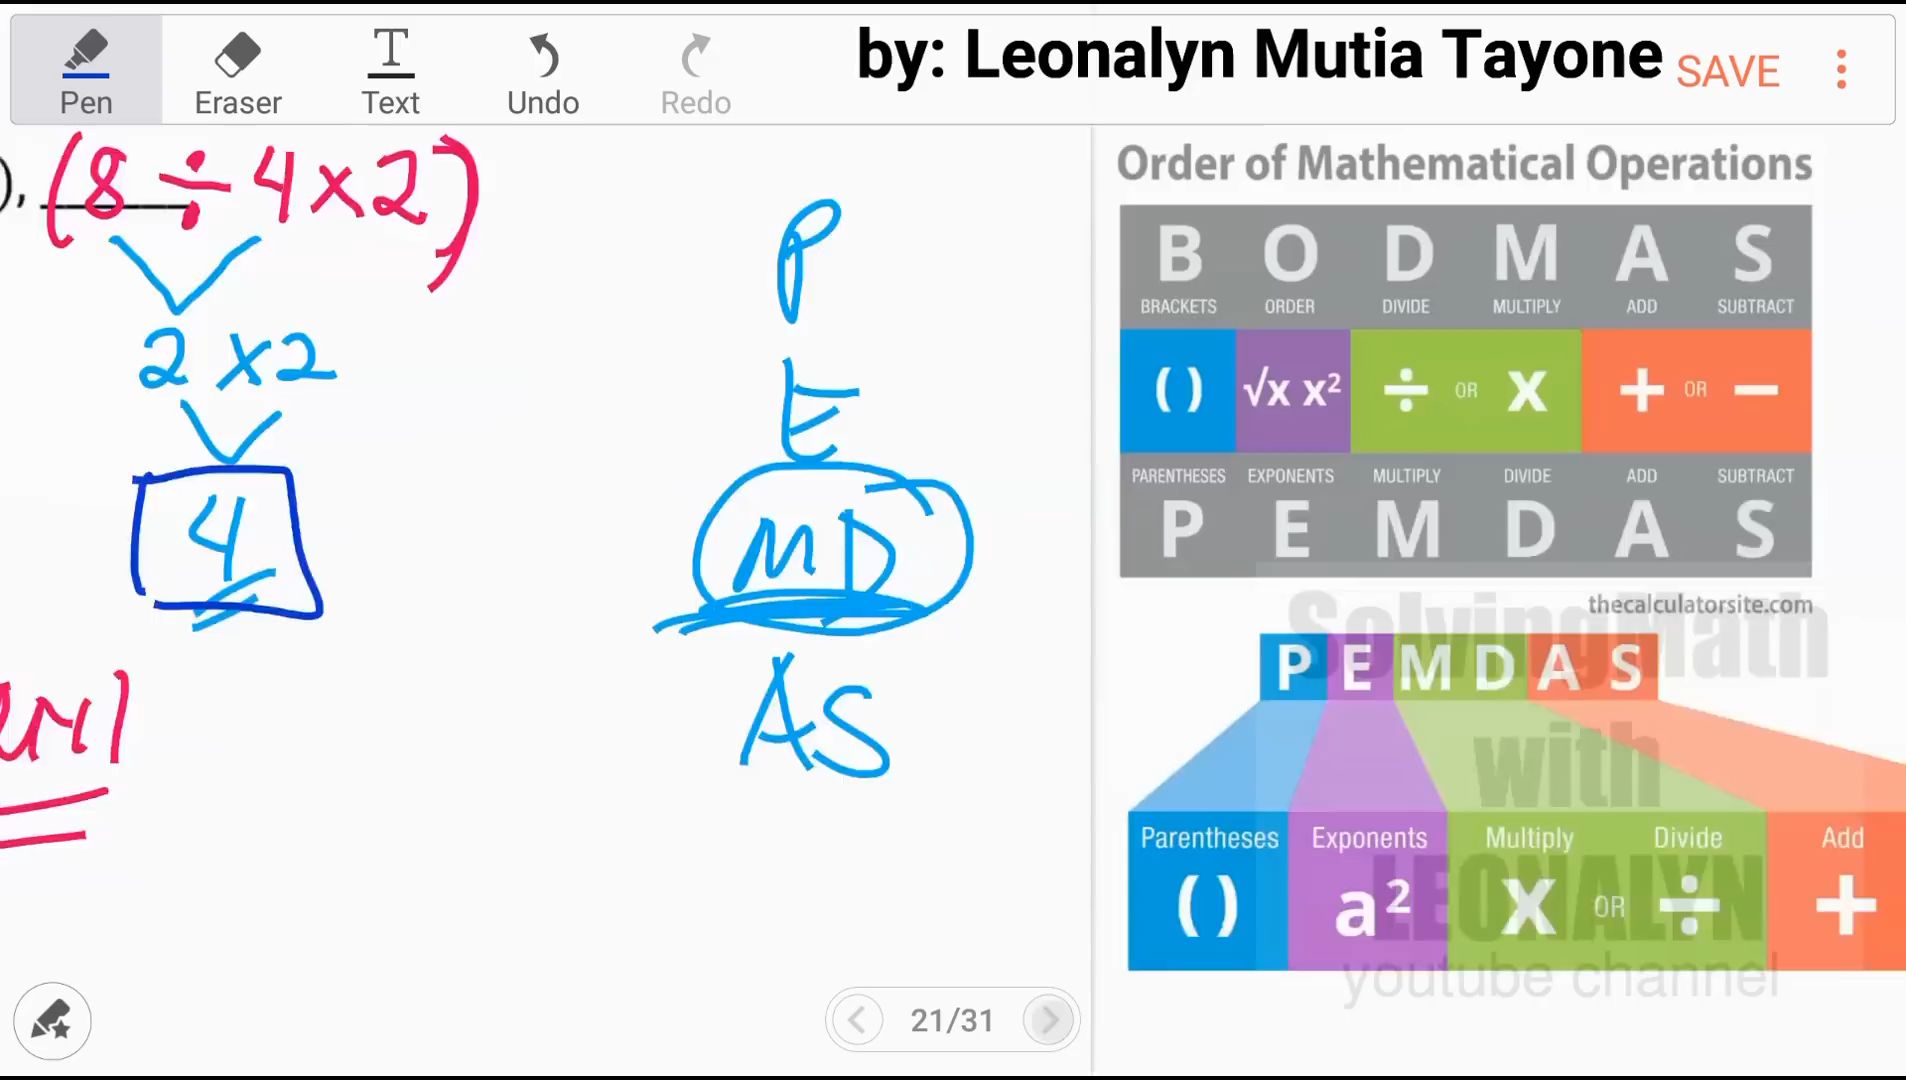 by: Leonalyn Mutia Tayone
SAVE
Pen
Eraser
Text
Undo
Redo
), (8 ÷ 4 x 2)
2 x 2
4
P
E
MD
AS
Order of Mathematical Operations
B O D M A S
BRACKETS ORDER DIVIDE MULTIPLY ADD SUBTRACT
( ) √x x² ÷ OR X + OR −
PARENTHESES EXPONENTS MULTIPLY DIVIDE ADD SUBTRACT
P E M D A S
thecalculatorsite.com
SolvingMath
with
LEONALYN
youtube channel
P E M D A S
Parentheses Exponents Multiply Divide Add
( ) a² X OR ÷ +
21/31